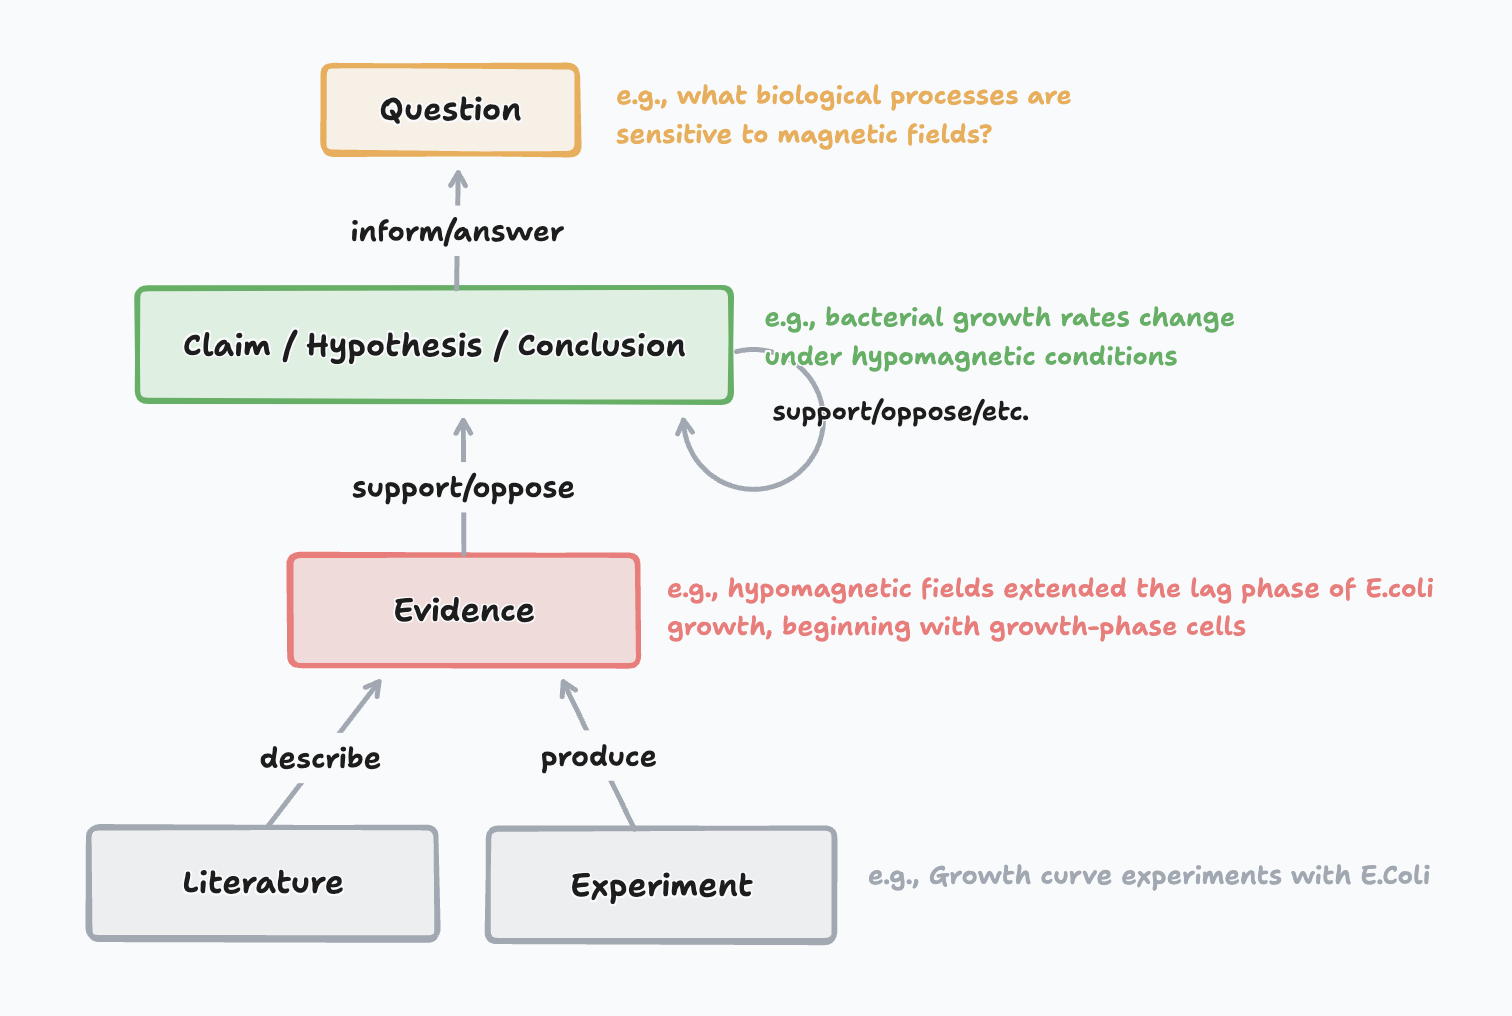 Question
e.g., what biological processes are
sensitive to magnetic fields?
inform/answer
Claim / Hypothesis / Conclusion
e.g., bacterial growth rates change
under hypomagnetic conditions
support/oppose/etc.
support/oppose
Evidence
e.g., hypomagnetic fields extended the lag phase of E.coli
growth, beginning with growth-phase cells
describe
produce
Literature
Experiment
e.g., Growth curve experiments with E.Coli